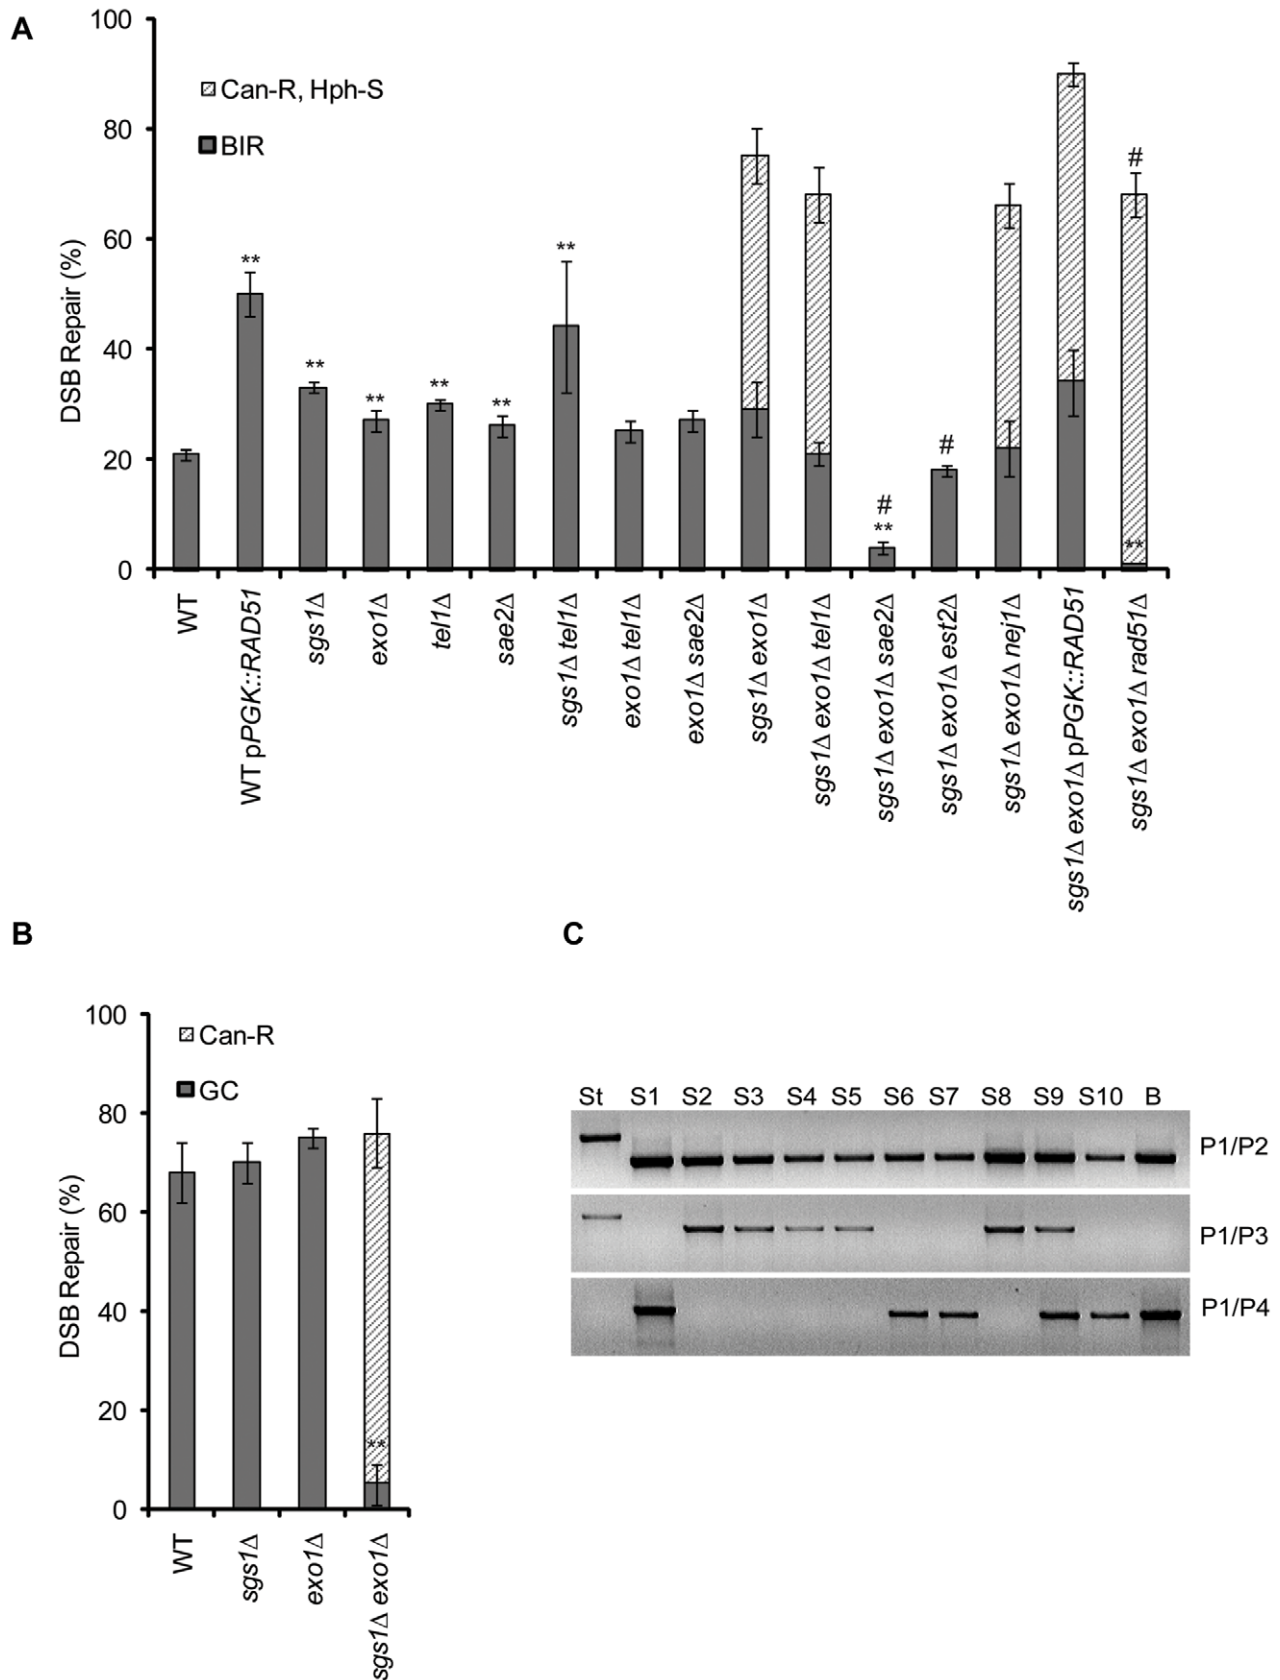 A
100
80
60
40
20
0
DSB Repair (%)
Can-R, Hph-S
BIR
**
**
**
**
**
**
#
**
#
#
**
WT
WT pPGK::RAD51
sgs1Δ
exo1Δ
tel1Δ
sae2Δ
sgs1Δ tel1Δ
exo1Δ tel1Δ
exo1Δ sae2Δ
sgs1Δ exo1Δ
sgs1Δ exo1Δ tel1Δ
sgs1Δ exo1Δ sae2Δ
sgs1Δ exo1Δ est2Δ
sgs1Δ exo1Δ nej1Δ
sgs1Δ exo1Δ pPGK::RAD51
sgs1Δ exo1Δ rad51Δ
B
100
80
60
40
20
0
DSB Repair (%)
Can-R
GC
**
WT
sgs1Δ
exo1Δ
sgs1Δ exo1Δ
C
St S1 S2 S3 S4 S5 S6 S7 S8 S9 S10 B
P1/P2
P1/P3
P1/P4